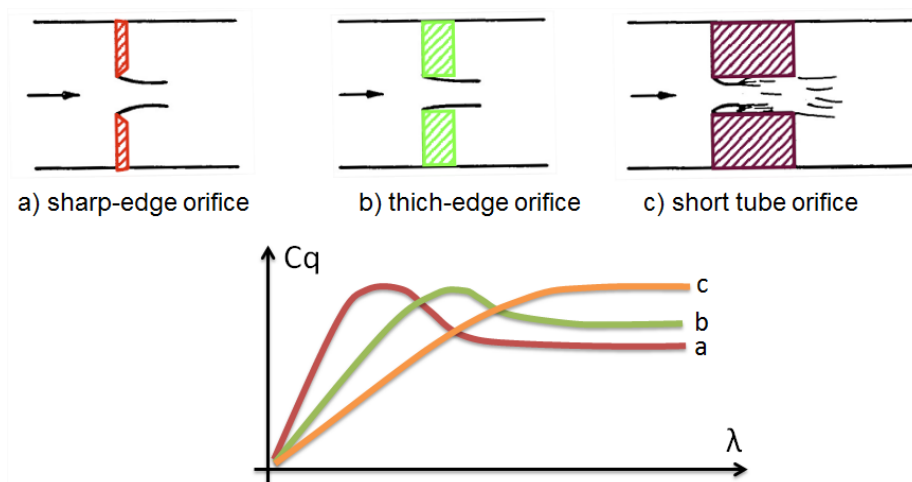 a) sharp-edge orifice
b) thich-edge orifice
c) short tube orifice
Cq
c
b
a
λ